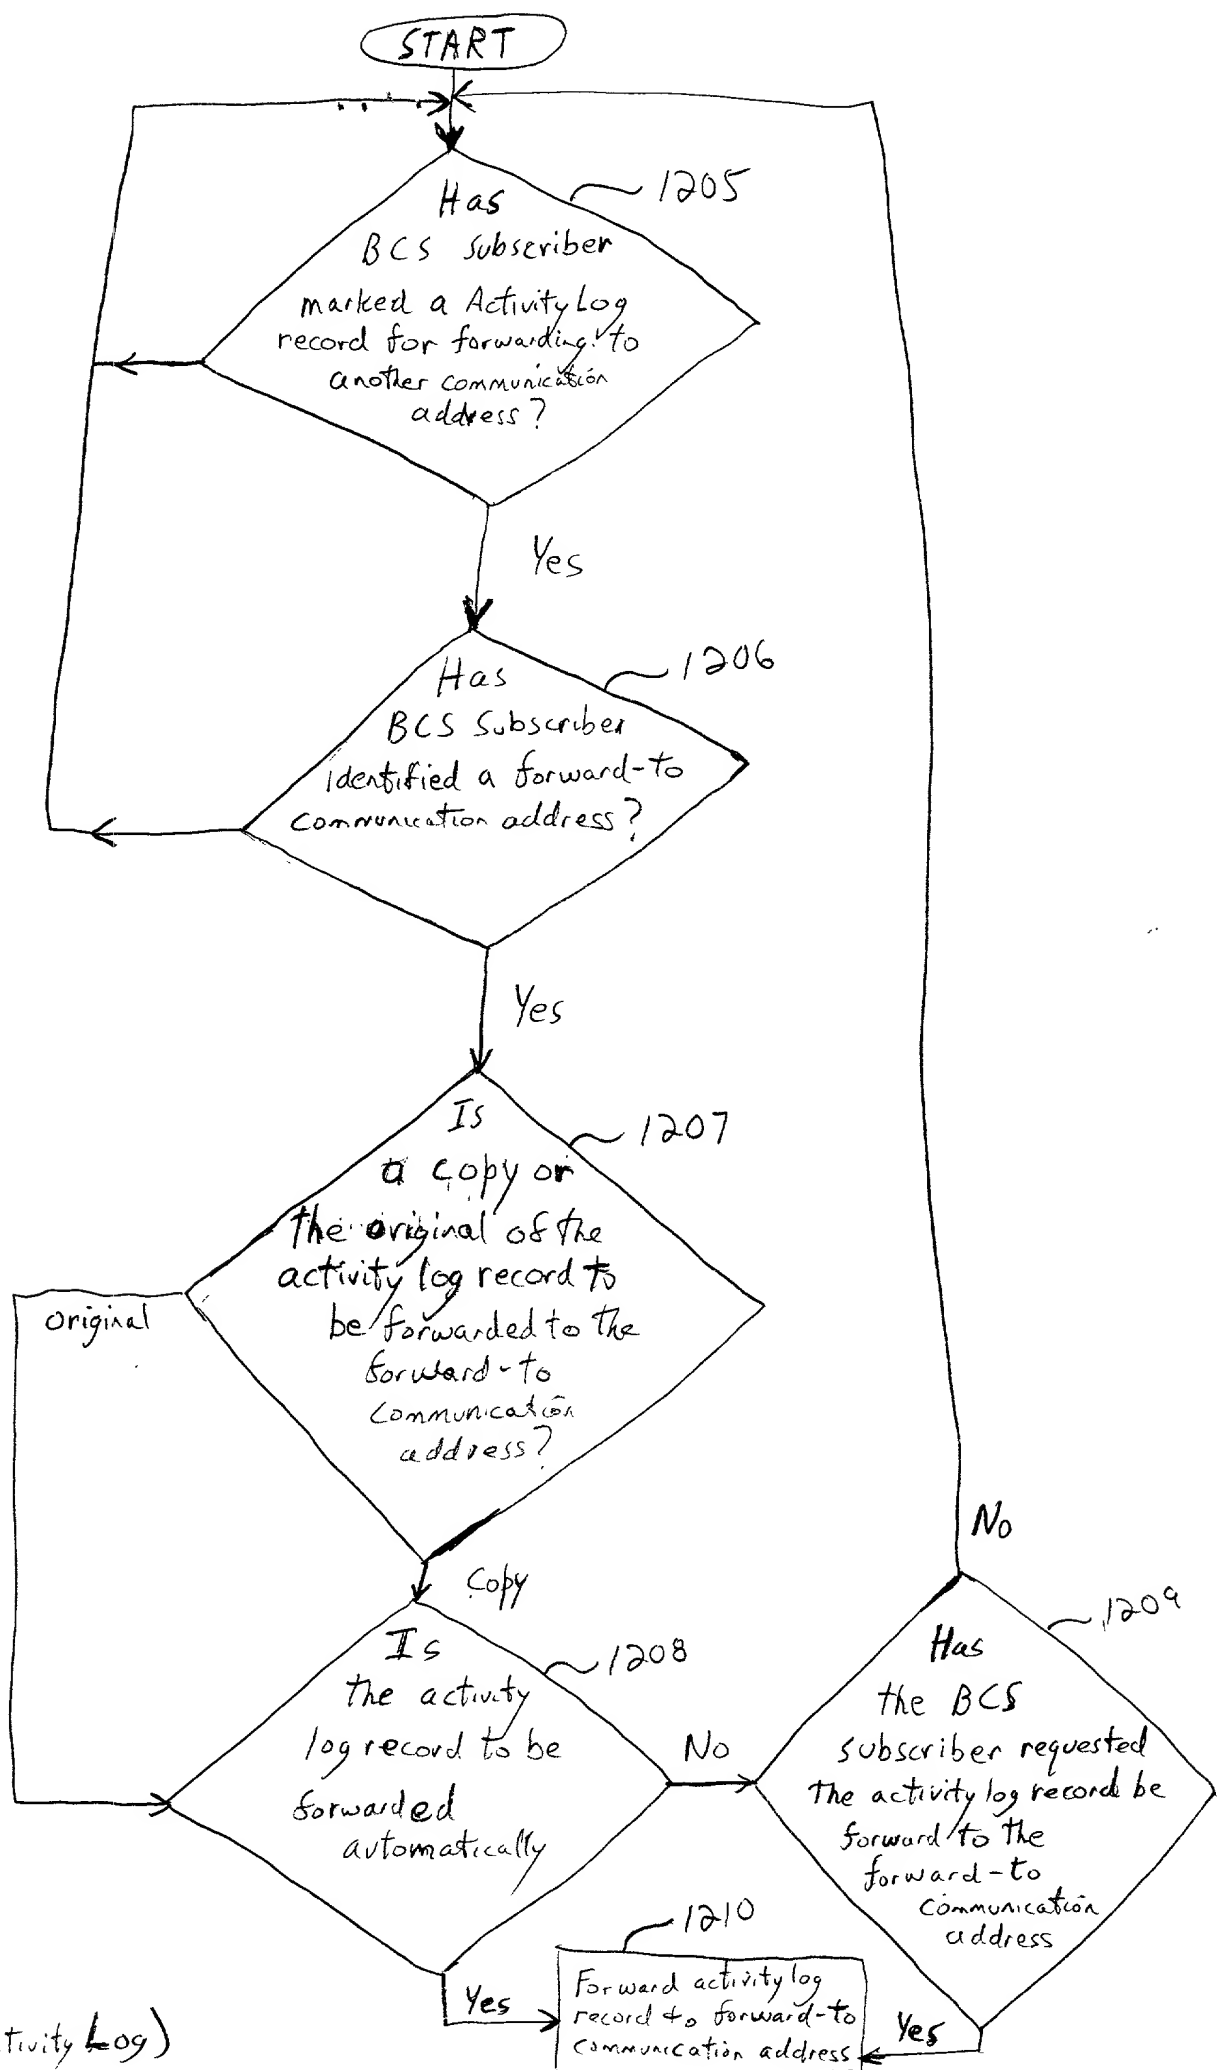 START
1205
Has
BCS Subscriber
marked a Activity Log
record for forwarding to
another communication
address?
Yes
1206
Has
BCS Subscriber
identified a forward-to
communication address?
Yes
1207
Is
a copy or
the original of the
activity log record to
be forwarded to the
forward-to
communication
address?
original
Copy
1208
Is
the activity
log record to be
forwarded
automatically
No
No
1209
Has
the BCS
subscriber requested
the activity log record be
forward to the
forward-to
communication
address
Yes
1210
Forward activity log
record to forward-to
communication address
Yes
tivity Log)